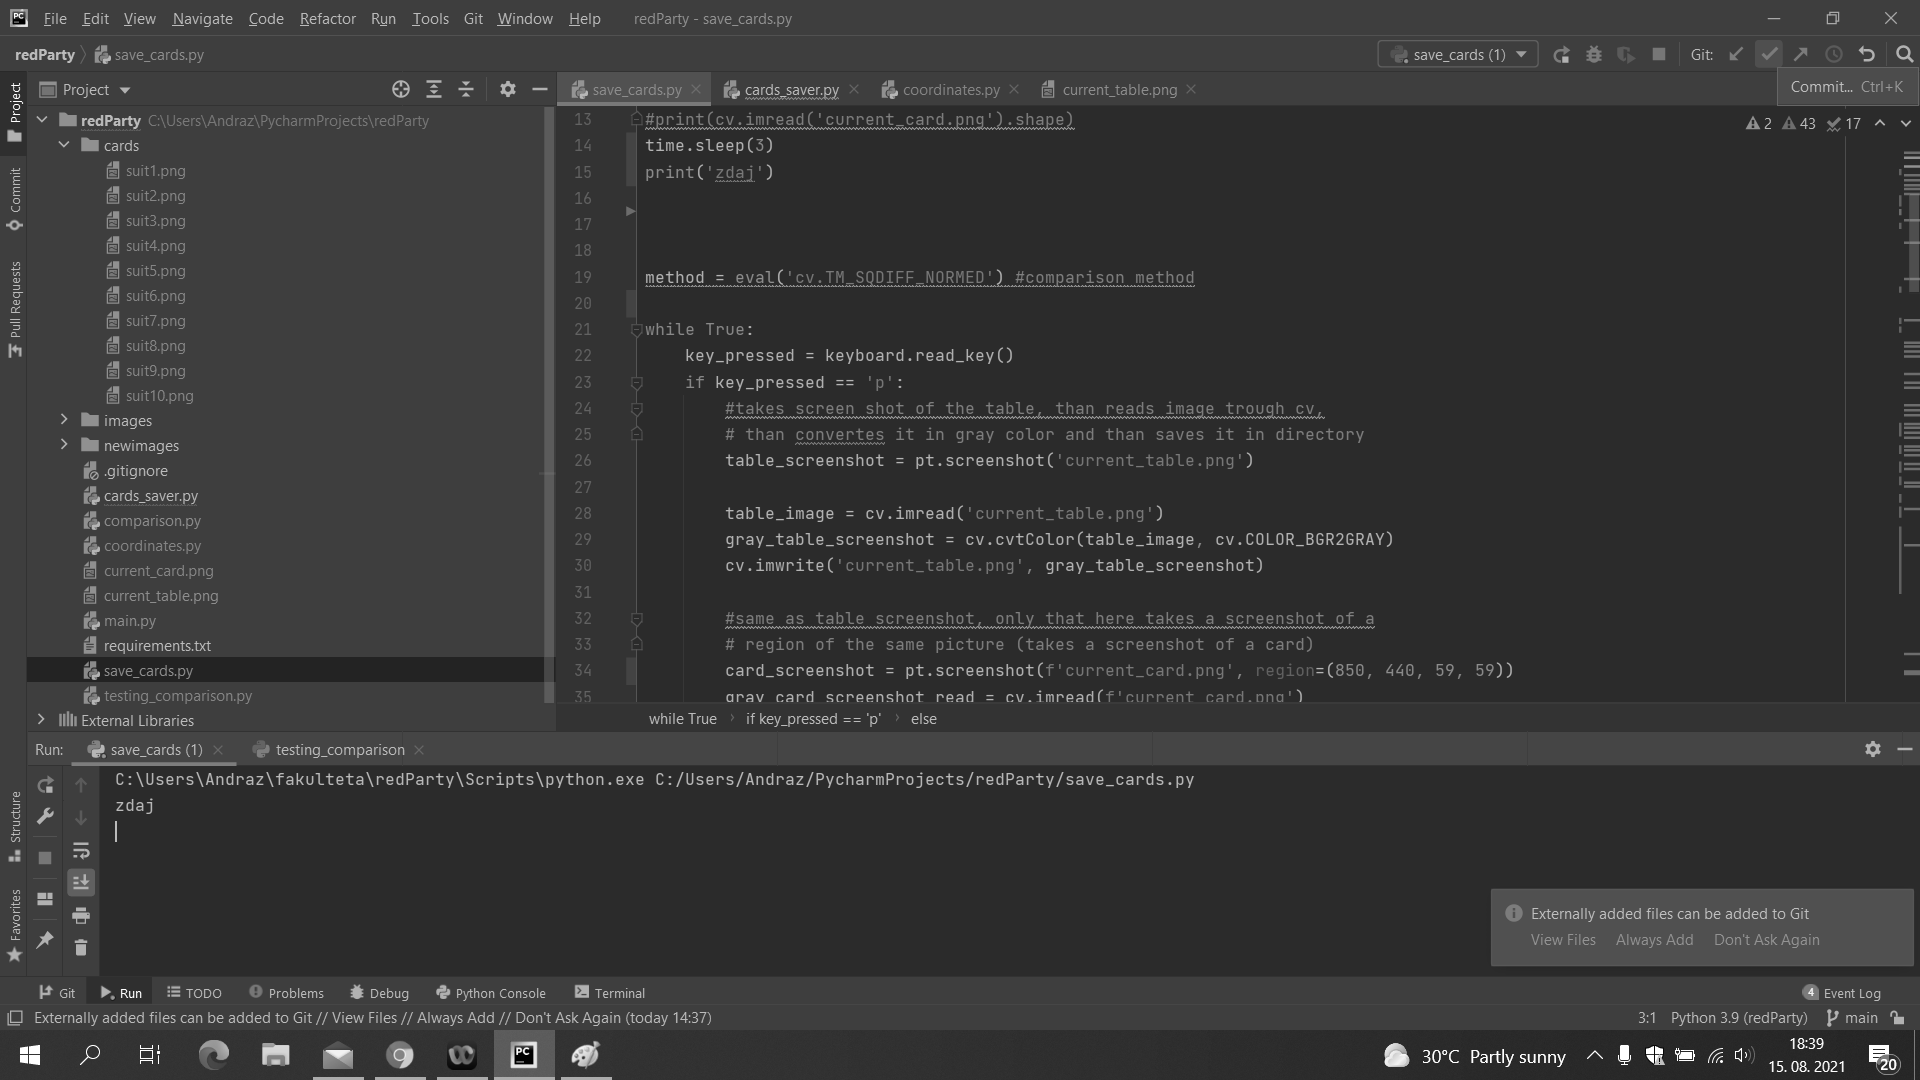 File Edit View Navigate Code Refactor Run Tools Git Window Help redParty - save_cards.py
redParty save_cards.py save_cards (1) Git:
Commit... Ctrl+K
Project
save_cards.py cards_saver.py coordinates.py current_table.png
Project
Commit
Pull Requests
Structure
Favorites
redParty C:\Users\Andraz\PycharmProjects\redParty
cards
suit1.png
suit2.png
suit3.png
suit4.png
suit5.png
suit6.png
suit7.png
suit8.png
suit9.png
suit10.png
images
newimages
.gitignore
cards_saver.py
comparison.py
coordinates.py
current_card.png
current_table.png
main.py
requirements.txt
save_cards.py
testing_comparison.py
External Libraries
2 43 17
13 #print(cv.imread('current_card.png').shape)
14 time.sleep(3)
15 print('zdaj')
16
17
18
19 method = eval('cv.TM_SQDIFF_NORMED') #comparison method
20
21 while True:
22 key_pressed = keyboard.read_key()
23 if key_pressed == 'p':
24 #takes screen shot of the table, than reads image trough cv,
25 # than convertes it in gray color and than saves it in directory
26 table_screenshot = pt.screenshot('current_table.png')
27
28 table_image = cv.imread('current_table.png')
29 gray_table_screenshot = cv.cvtColor(table_image, cv.COLOR_BGR2GRAY)
30 cv.imwrite('current_table.png', gray_table_screenshot)
31
32 #same as table screenshot, only that here takes a screenshot of a
33 # region of the same picture (takes a screenshot of a card)
34 card_screenshot = pt.screenshot(f'current_card.png', region=(850, 440, 59, 59))
35 gray_card_screenshot_read = cv.imread(f'current_card.png')
while True if key_pressed == 'p' else
Run: save_cards (1) testing_comparison
C:\Users\Andraz\fakulteta\redParty\Scripts\python.exe C:/Users/Andraz/PycharmProjects/redParty/save_cards.py
zdaj
Externally added files can be added to Git
View Files Always Add Don't Ask Again
Git Run TODO Problems Debug Python Console Terminal 4 Event Log
Externally added files can be added to Git // View Files // Always Add // Don't Ask Again (today 14:37) 3:1 Python 3.9 (redParty) main
PC
30°C Partly sunny
18:39
15. 08. 2021
20